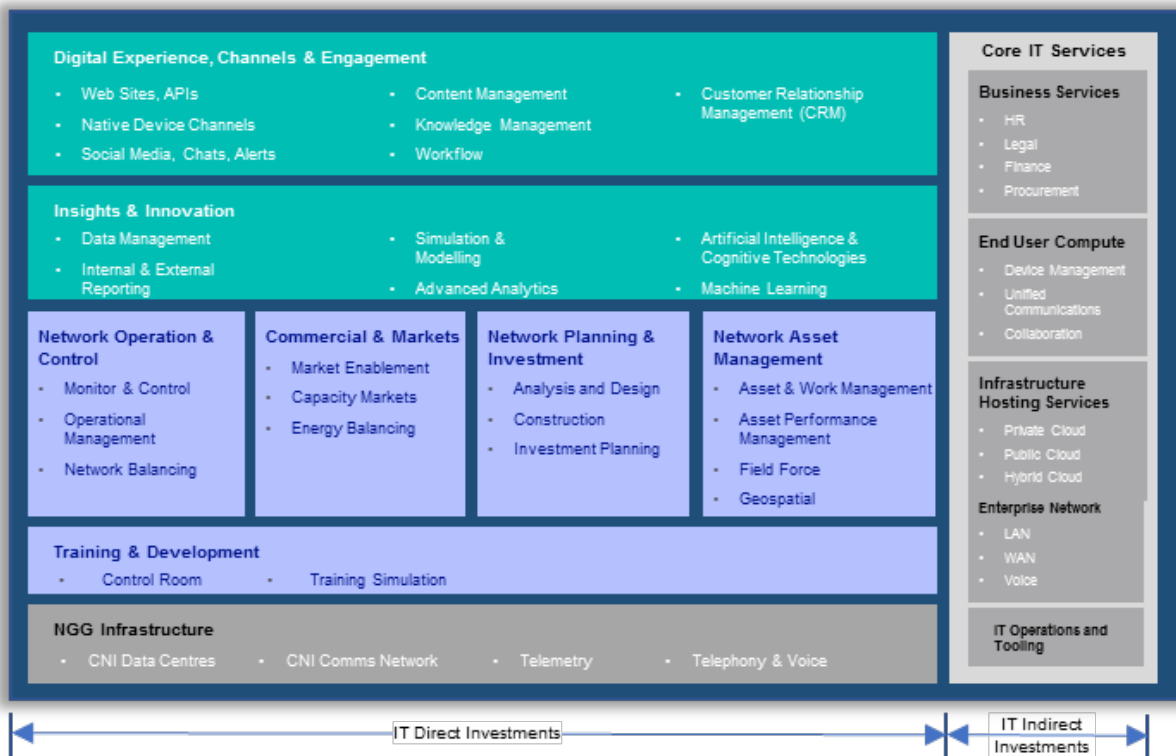 Digital Experience, Channels & Engagement
• Web Sites, APIs
• Native Device Channels
• Social Media, Chats, Alerts
• Content Management
• Knowledge Management
• Workflow
• Customer Relationship
Management (CRM)
Insights & Innovation
• Data Management
• Internal & External
Reporting
• Simulation &
Modelling
• Advanced Analytics
• Artificial Intelligence &
Cognitive Technologies
• Machine Learning
Network Operation &
Control
• Monitor & Control
• Operational
Management
• Network Balancing
Commercial & Markets
• Market Enablement
• Capacity Markets
• Energy Balancing
Network Planning &
Investment
• Analysis and Design
• Construction
• Investment Planning
Network Asset
Management
• Asset & Work Management
• Asset Performance
Management
• Field Force
• Geospatial
Training & Development
• Control Room
• Training Simulation
NGG Infrastructure
• CNI Data Centres
• CNI Comms Network
• Telemetry
• Telephony & Voice
Core IT Services
Business Services
• HR
• Legal
• Finance
• Procurement
End User Compute
• Device Management
• Unified
Communications
• Collaboration
Infrastructure
Hosting Services
• Private Cloud
• Public Cloud
• Hybrid Cloud
Enterprise Network
• LAN
• WAN
• Voice
IT Operations and
Tooling
IT Direct Investments
IT Indirect
Investments